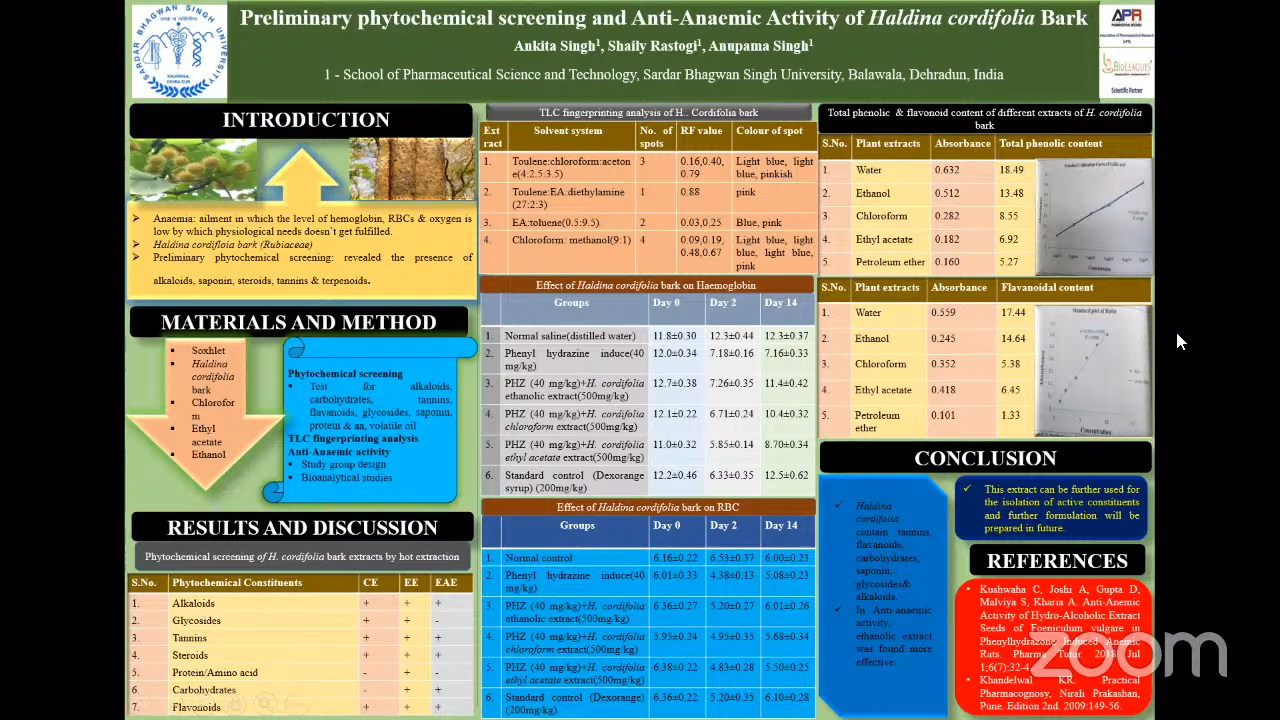 Preliminary phytochemical screening and Anti-Anaemic Activity of Haldina cordifolia Bark
Ankita Singh¹, Shaily Rastogi, Anupama Singh¹
1 - School of Pharmaceutical Science and Technology, Sardar Bhagwan Singh University, Balawala, Dehradun, India
SARDAR BHAGWAN SINGH UNIVERSITY
BALAWALA, DEHRADUN
APR
BIOLEAGUES
Scientific Partner
INTRODUCTION
➢ Anaemia: ailment in which the level of hemoglobin, RBCs & oxygen is
low by which physiological needs doesn't get fulfilled.
➢ Haldina cordifloia bark (Rubiaceae)
➢ Preliminary phytochemical screening: revealed the presence of
alkaloids, saponin, steroids, tannins & terpenoids.
MATERIALS AND METHOD
▪ Soxhlet
▪ Haldina
cordifolia
bark
▪ Chlorofor
m
▪ Ethyl
acetate
▪ Ethanol
Phytochemical screening
▪ Test for alkaloids,
carbohydrates, tannins,
flavanoids, glycosides, saponin.
protein & aa, volatile oil
TLC fingerprinting analysis.
Anti-Anaemic activity
▪ Study group design
▪ Bioanalytical studies
RESULTS AND DISCUSSION
Phytochemical screening of H. cordifolia bark extracts by hot extraction
S.No. Phytochemical Constituents CE EE EAE
1. Alkaloids + + +
2. Glycosides + +
3. Tannins + +
4. Steroids + + +
5. Protein/Amino acid + +
6. Carbohydrates + +
7. Flavonoids + +
TLC fingerprinting analysis of H.. Cordifolia bark
Ext ract Solvent system No. of spots RF value Colour of spot
1. Toulene:chloroform:aceton e(4:2.5:3.5) 3 0.16,0.40, 0.79 Light blue, light blue, pinkish
2. Toulene:EA:diethylamine (27:2:3) 1 0.88 pink
3. EA:toluene(0.5:9.5) 2 0.03,0.25 Blue, pink
4. Chloroform: methanol(9:1) 4 0.09,0.19, 0.48,0.67 Light blue, light blue, light blue, pink
Effect of Haldina cordifolia bark on Haemoglobin
Groups Day 0 Day 2 Day 14
1. Normal saline(distilled water) 11.8±0.30 12.3±0.44 12.3±0.37
2. Phenyl hydrazine induce(40 mg/kg) 12.0±0.34 7.18±0.16 7.16±0.33
3. PHZ (40 mg/kg)+H. cordifolia ethanolic extract(500mg/kg) 12.7±0.38 7.26±0.35 11.4±0.42
4. PHZ (40 mg/kg)+H. cordifolia chloroform extract(500mg/kg) 12.1±0.22 6.71±0.24 10.4±0.32
5. PHZ (40 mg/kg)+H. cordifolia ethyl acetate extract(500mg/kg) 11.0±0.32 5.85±0.14 8.70±0.34
6. Standard control (Dexorange syrup) (200mg/kg) 12.2±0.46 6.33±0.35 12.5±0.62
Effect of Haldina cordifolia bark on RBC
Groups Day 0 Day 2 Day 14
1. Normal control 6.16±0.22 6.53±0.37 6.00±0.23
2. Phenyl hydrazine induce(40 mg/kg) 6.01±0.33 4.38±0.13 5.08±0.23
3. PHZ (40 mg/kg)+H. cordifolia ethanolic extract(500mg/kg) 6.36±0.27 5.20±0.27 6.01±0.26
4. PHZ (40 mg/kg)+H. cordifolia chloroform extract(500mg/kg) 5.95±0.24 4.95±0.35 5.68±0.34
5. PHZ (40 mg/kg)+H. cordifolia ethyl acetate extract(500mg/kg) 6.38±0.22 4.83±0.28 5.50±0.25
6. Standard control (Dexorange) (200mg/kg) 6.36±0.22 5.20±0.35 6.10±0.28
Total phenolic & flavonoid content of different extracts of H. cordifolia
bark
S.No. Plant extracts Absorbance Total phenolic content
1. Water 0.632 18.49
2. Ethanol 0.512 13.48
3. Chloroform 0.282 8.55
4. Ethyl acetate 0.182 6.92
5. Petroleum ether 0.160 5.27
S.No. Plant extracts Absorbance Flavanoidal content
1. Water 0.559 17.44
2. Ethanol 0.245 14.64
3. Chloroform 0.352 5.38
4. Ethyl acetate 0.418 6.45
5. Petroleum ether 0.101 1.33
Concentration
CONCLUSION
✓ Haldina
cordifolia
contain tannins,
flavanoids,
carbohydrates,
saponin,
glycosides&
alkaloids.
✓ In Anti-anaemic
activity,
ethanolic extract
was found more
effective.
✓ This extract can be further used for
the isolation of active constituents
and further formulation will be
prepared in future.
REFERENCES
• Kushwaha C, Joshi A, Gupta D,
Malviya S, Kharia A. Anti-Anemic
Activity of Hydro-Alcoholic Extract
Seeds of Foeniculum vulgare in
Phenylhydrazone Induced Anemic
Rats. Pharma Tutor. 2018 Jul
1;6(7):32-4.
• Khandelwal KR. Practical
Pharmacognosy, Nirali Prakashan,
Pune. Edition 2nd. 2009:149-56.
zoom